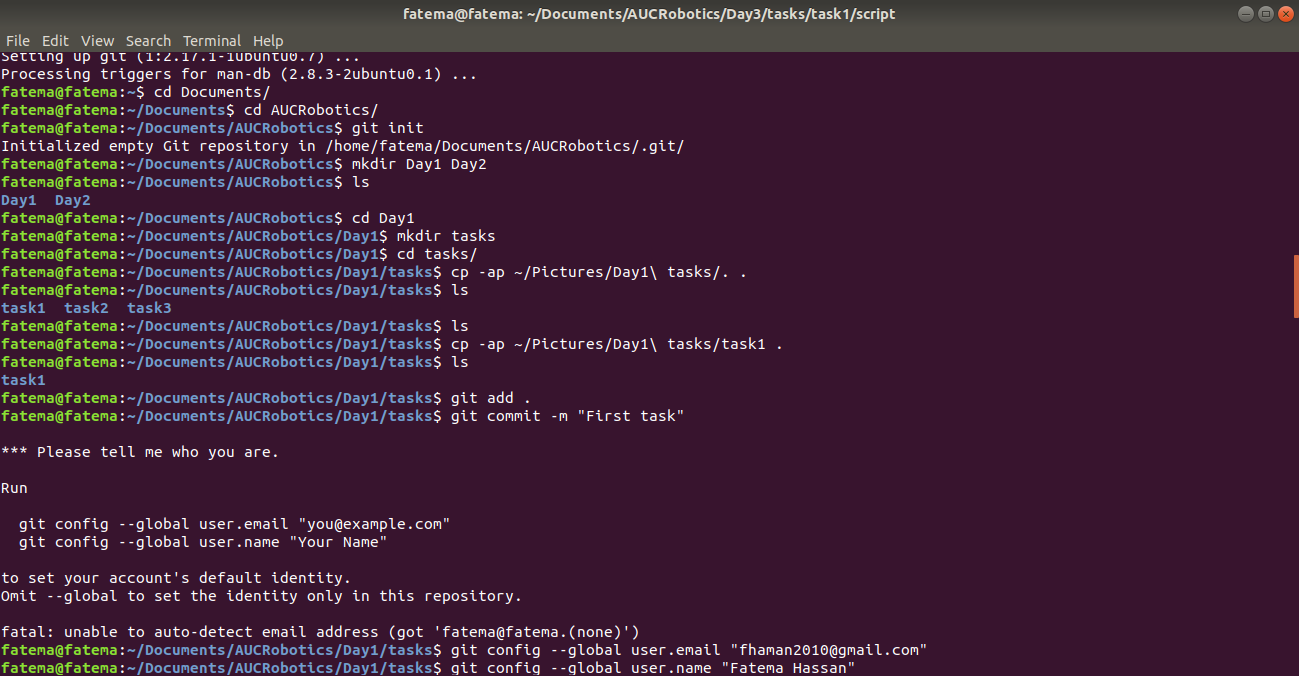 fatema@fatema: ~/Documents/AUCRobotics/Day3/tasks/task1/script
File Edit View Search Terminal Help
Setting up git (1:2.17.1-1ubuntu0.7) ...
Processing triggers for man-db (2.8.3-2ubuntu0.1) ...
fatema@fatema:~$ cd Documents/
fatema@fatema:~/Documents$ cd AUCRobotics/
fatema@fatema:~/Documents/AUCRobotics$ git init
Initialized empty Git repository in /home/fatema/Documents/AUCRobotics/.git/
fatema@fatema:~/Documents/AUCRobotics$ mkdir Day1 Day2
fatema@fatema:~/Documents/AUCRobotics$ ls
Day1  Day2
fatema@fatema:~/Documents/AUCRobotics$ cd Day1
fatema@fatema:~/Documents/AUCRobotics/Day1$ mkdir tasks
fatema@fatema:~/Documents/AUCRobotics/Day1$ cd tasks/
fatema@fatema:~/Documents/AUCRobotics/Day1/tasks$ cp -ap ~/Pictures/Day1\ tasks/. .
fatema@fatema:~/Documents/AUCRobotics/Day1/tasks$ ls
task1  task2  task3
fatema@fatema:~/Documents/AUCRobotics/Day1/tasks$ ls
fatema@fatema:~/Documents/AUCRobotics/Day1/tasks$ cp -ap ~/Pictures/Day1\ tasks/task1 .
fatema@fatema:~/Documents/AUCRobotics/Day1/tasks$ ls
task1
fatema@fatema:~/Documents/AUCRobotics/Day1/tasks$ git add .
fatema@fatema:~/Documents/AUCRobotics/Day1/tasks$ git commit -m "First task"
*** Please tell me who you are.
Run
git config --global user.email "you@example.com"
git config --global user.name "Your Name"
to set your account's default identity.
Omit --global to set the identity only in this repository.
fatal: unable to auto-detect email address (got 'fatema@fatema.(none)')
fatema@fatema:~/Documents/AUCRobotics/Day1/tasks$ git config --global user.email "fhaman2010@gmail.com"
fatema@fatema:~/Documents/AUCRobotics/Day1/tasks$ git config --global user.name "Fatema Hassan"